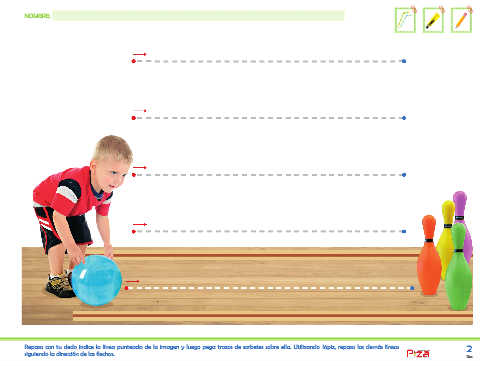 NOMBRE:
Repasa con tu dedo índice la línea punteada de la imagen y luego pega trozos de sorbetes sobre ella. Utilizando lápiz, repasa las demás líneas
siguiendo la dirección de las flechas.
PIZA
2